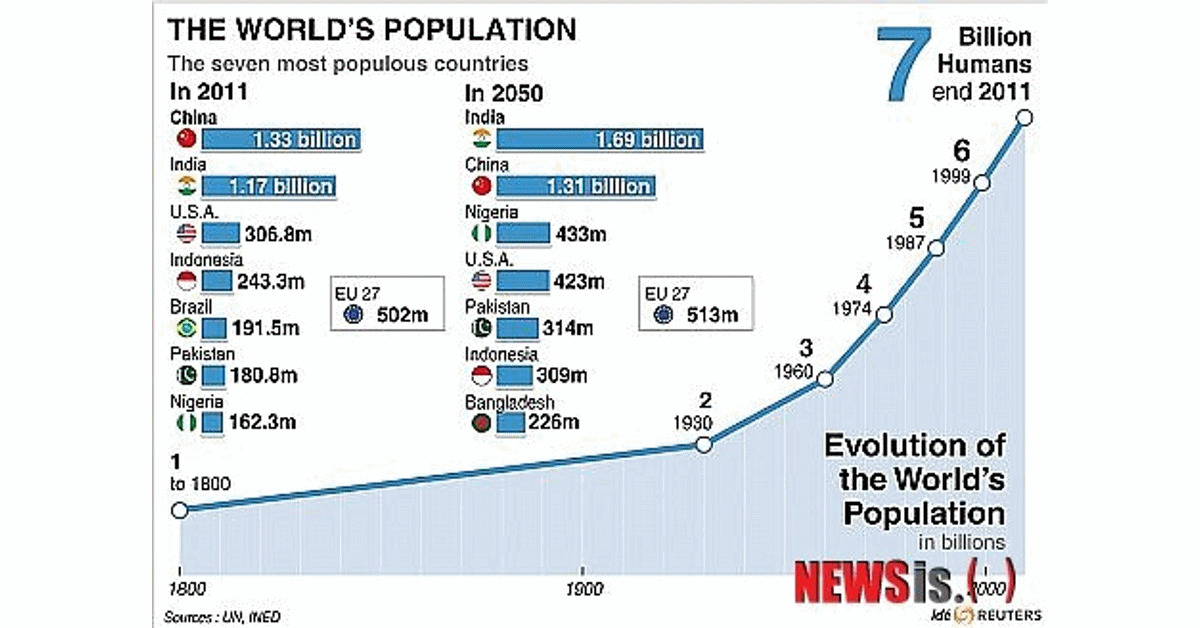 THE WORLD'S POPULATION
The seven most populous countries
In 2011
China
1.33 billion
India
1.17 billion
U.S.A.
306.8m
Indonesia
243.3m
Brazil
191.5m
Pakistan
180.8m
Nigeria
162.3m
EU 27
502m
In 2050
India
1.69 billion
China
1.31 billion
Nigeria
433m
U.S.A.
423m
Pakistan
314m
Indonesia
309m
Bangladesh
226m
EU 27
513m
7 Billion
Humans
end 2011
6
1999
5
1987
4
1974
3
1960
2
1930
1
to 1800
Evolution of
the World's
Population
in billions
1800
1900
2000
NEWSis.( )
Sources : UN, INED
idé REUTERS